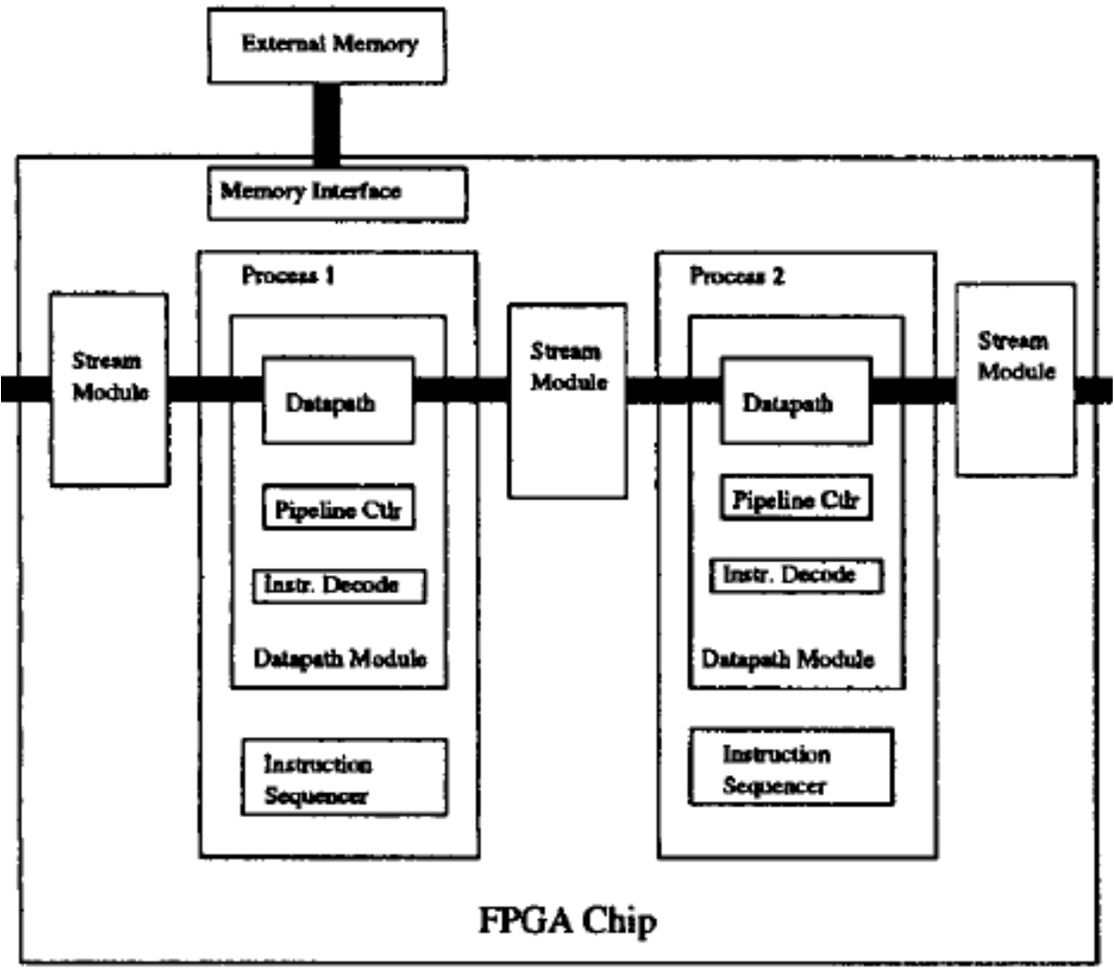 External Memory
Memory Interface
Process 1
Process 2
Stream
Module
Stream
Module
Stream
Module
Datapath
Datapath
Pipeline Ctlr
Pipeline Ctlr
Instr. Decode
Instr. Decode
Datapath Module
Datapath Module
Instruction
Sequencer
Instruction
Sequencer
FPGA Chip